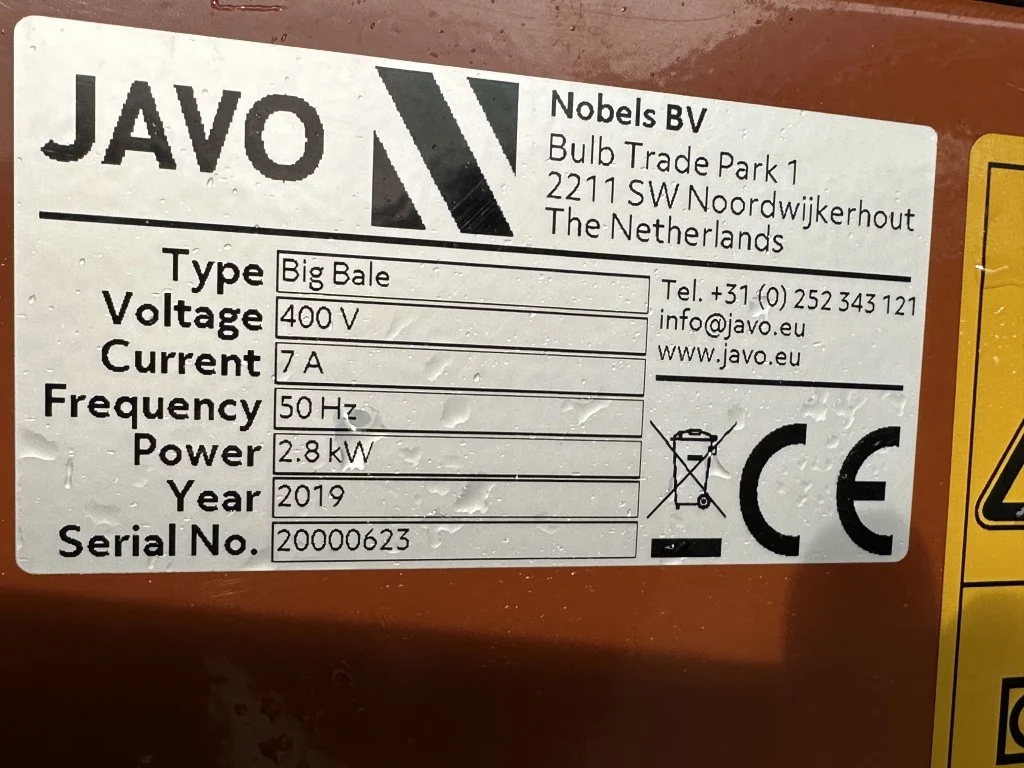 JAVO
Nobels BV
Bulb Trade Park 1
2211 SW Noordwijkerhout
The Netherlands
Type Big Bale
Voltage 400 V
Current 7 A
Frequency 50 Hz
Power 2.8 kW
Year 2019
Serial No. 20000623
Tel. +31 (0) 252 343 121
info@javo.eu
www.javo.eu
CE